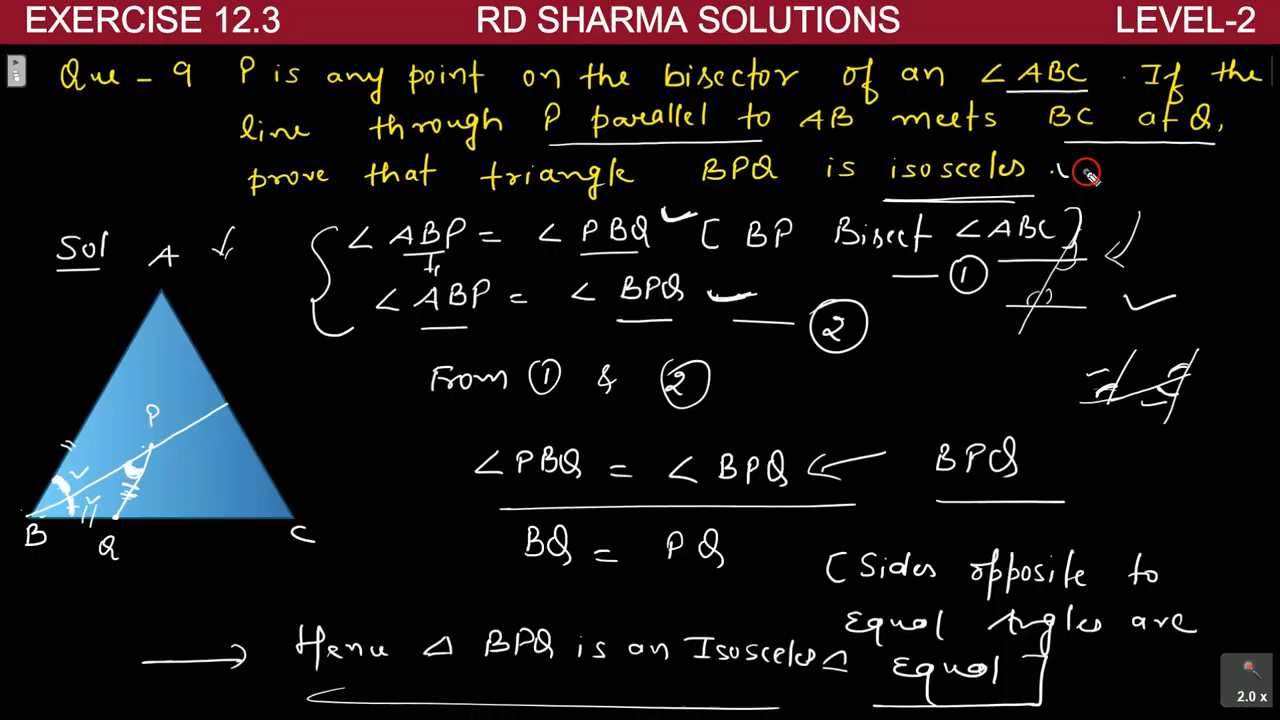 EXERCISE 12.3 RD SHARMA SOLUTIONS LEVEL-2
Que - 9 P is any point on the bisector of an ∠ABC. If the
line through P parallel to AB meets BC at Q,
prove that triangle BPQ is isosceles.
Sol
∠ABP = ∠PBQ [BP Bisect ∠ABC]
— ①
∠ABP = ∠BPQ — ②
From ① & ②
∠PBQ = ∠BPQ BPQ
BQ = PQ
[Sides opposite to
Equal Angles are
Equal]
Hence △ BPQ is an Isosceles △
A
P
B
Q
C
2.0 x